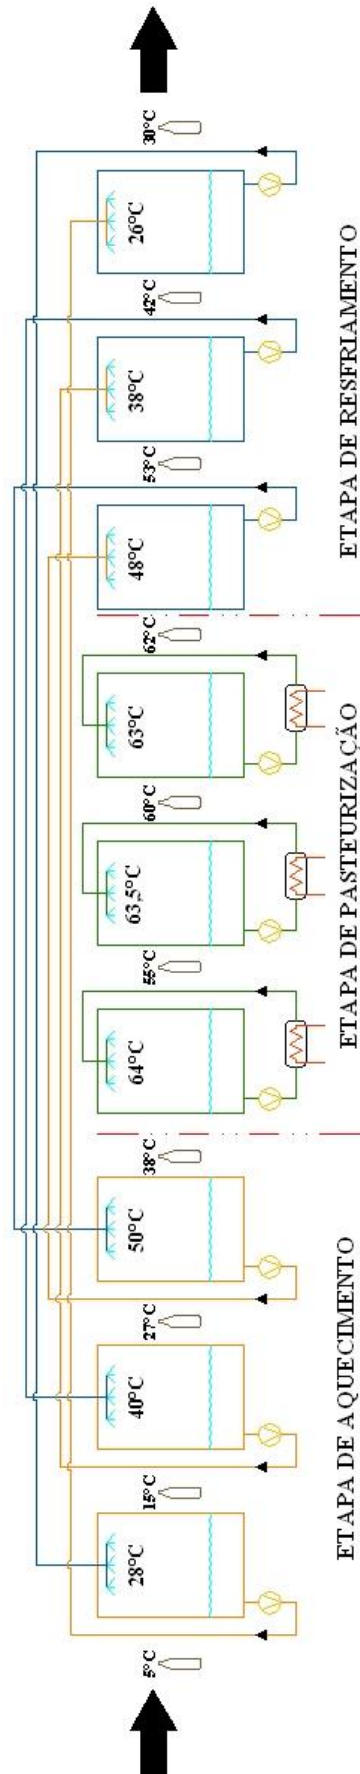 5°C
28°C
15°C
40°C
27°C
50°C
38°C
64°C
55°C
63,5°C
60°C
63°C
62°C
48°C
53°C
38°C
42°C
26°C
30°C
ETAPA DE AQUECIMENTO
ETAPA DE PASTEURIZAÇÃO
ETAPA DE RESFRIAMENTO